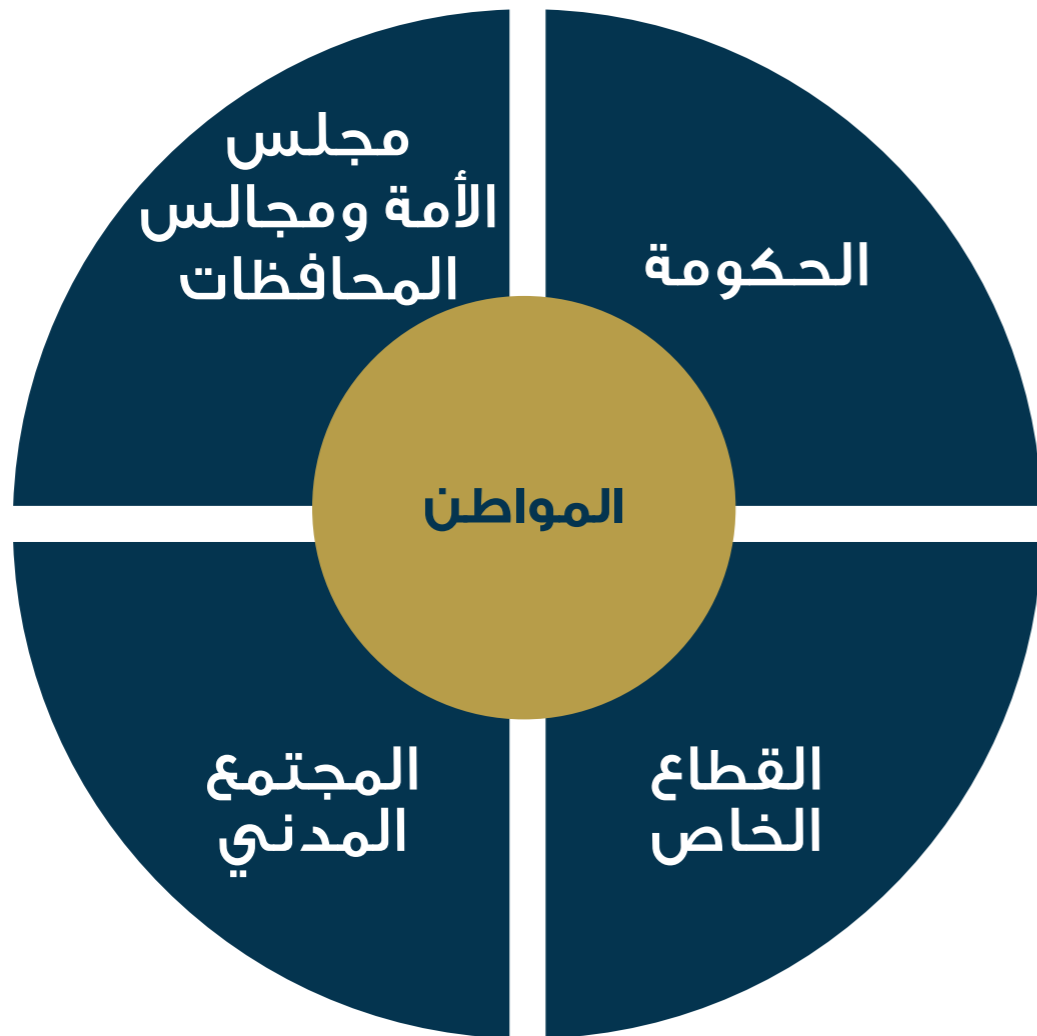 الحكومة
مجلس
الأمة ومجالس
المحافظات
المواطن
القطاع
الخاص
المجتمع
المدني